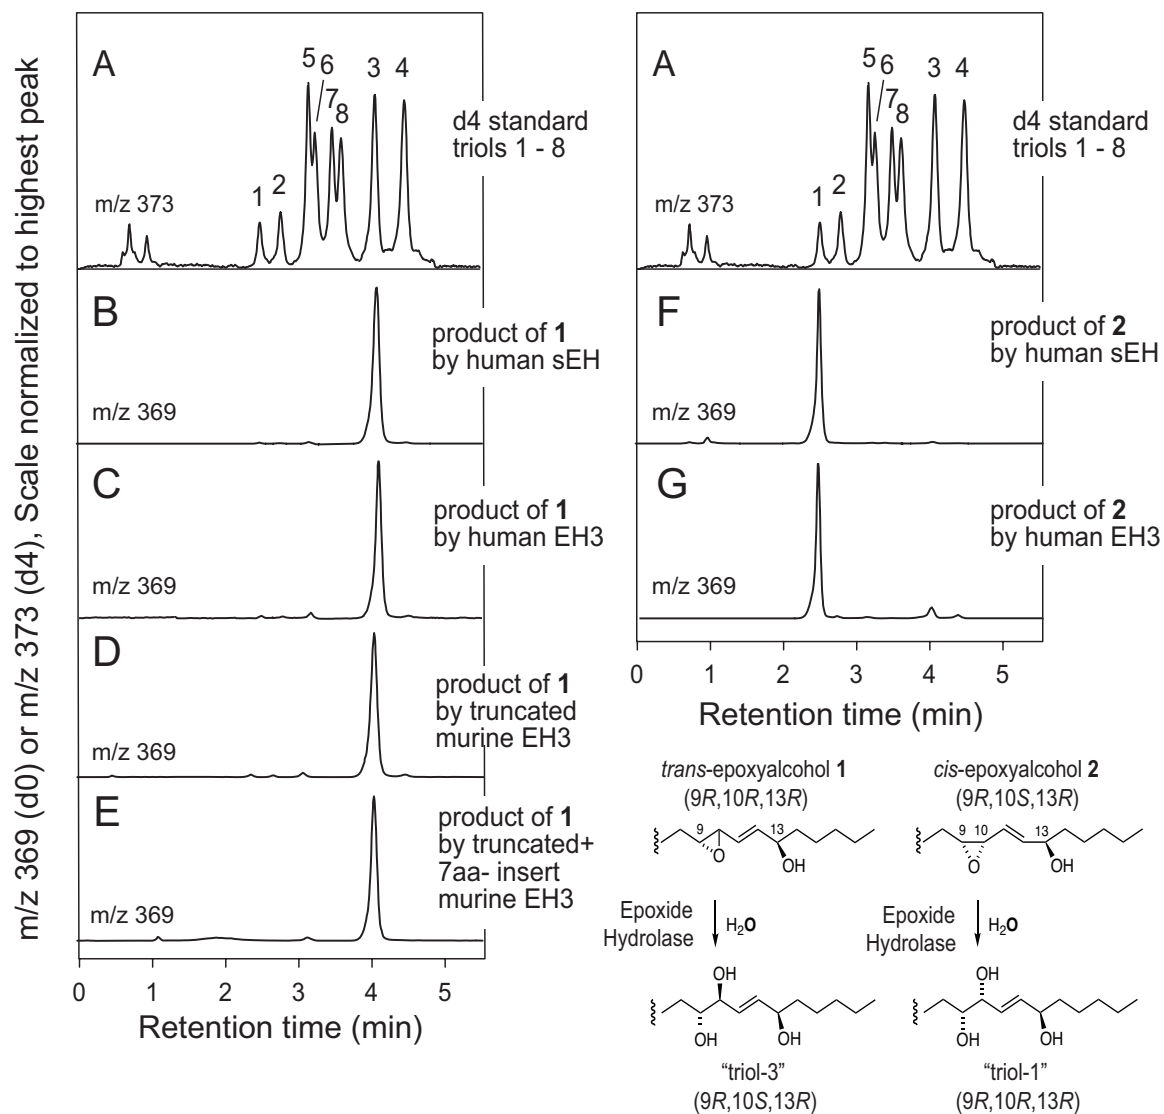 m/z 369 (d0) or m/z 373 (d4), Scale normalized to highest peak
A
1
2
5
6
7
8
3
4
m/z 373
d4 standard
triols 1 - 8
B
m/z 369
product of 1
by human sEH
C
m/z 369
product of 1
by human EH3
D
m/z 369
product of 1
by truncated
murine EH3
E
m/z 369
product of 1
by truncated+
7aa- insert
murine EH3
0 1 2 3 4 5
Retention time (min)
A
1
2
5
6
7
8
3
4
m/z 373
d4 standard
triols 1 - 8
F
m/z 369
product of 2
by human sEH
G
m/z 369
product of 2
by human EH3
0 1 2 3 4 5
Retention time (min)
trans-epoxyalcohol 1
(9R,10R,13R)
9
13
O
OH
Epoxide
Hydrolase
H₂O
OH
OH
OH
“triol-3”
(9R,10S,13R)
cis-epoxyalcohol 2
(9R,10S,13R)
9
10
13
O
OH
Epoxide
Hydrolase
H₂O
OH
OH
OH
“triol-1”
(9R,10R,13R)